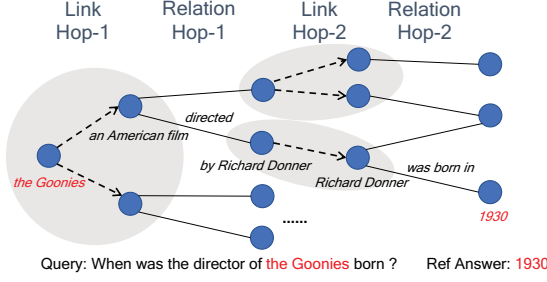 Link Hop-1
Relation Hop-1
Link Hop-2
Relation Hop-2
directed
an American film
by Richard Donner
the Goonies
Richard Donner
was born in
......
1930
Query: When was the director of the Goonies born ?
Ref Answer: 1930